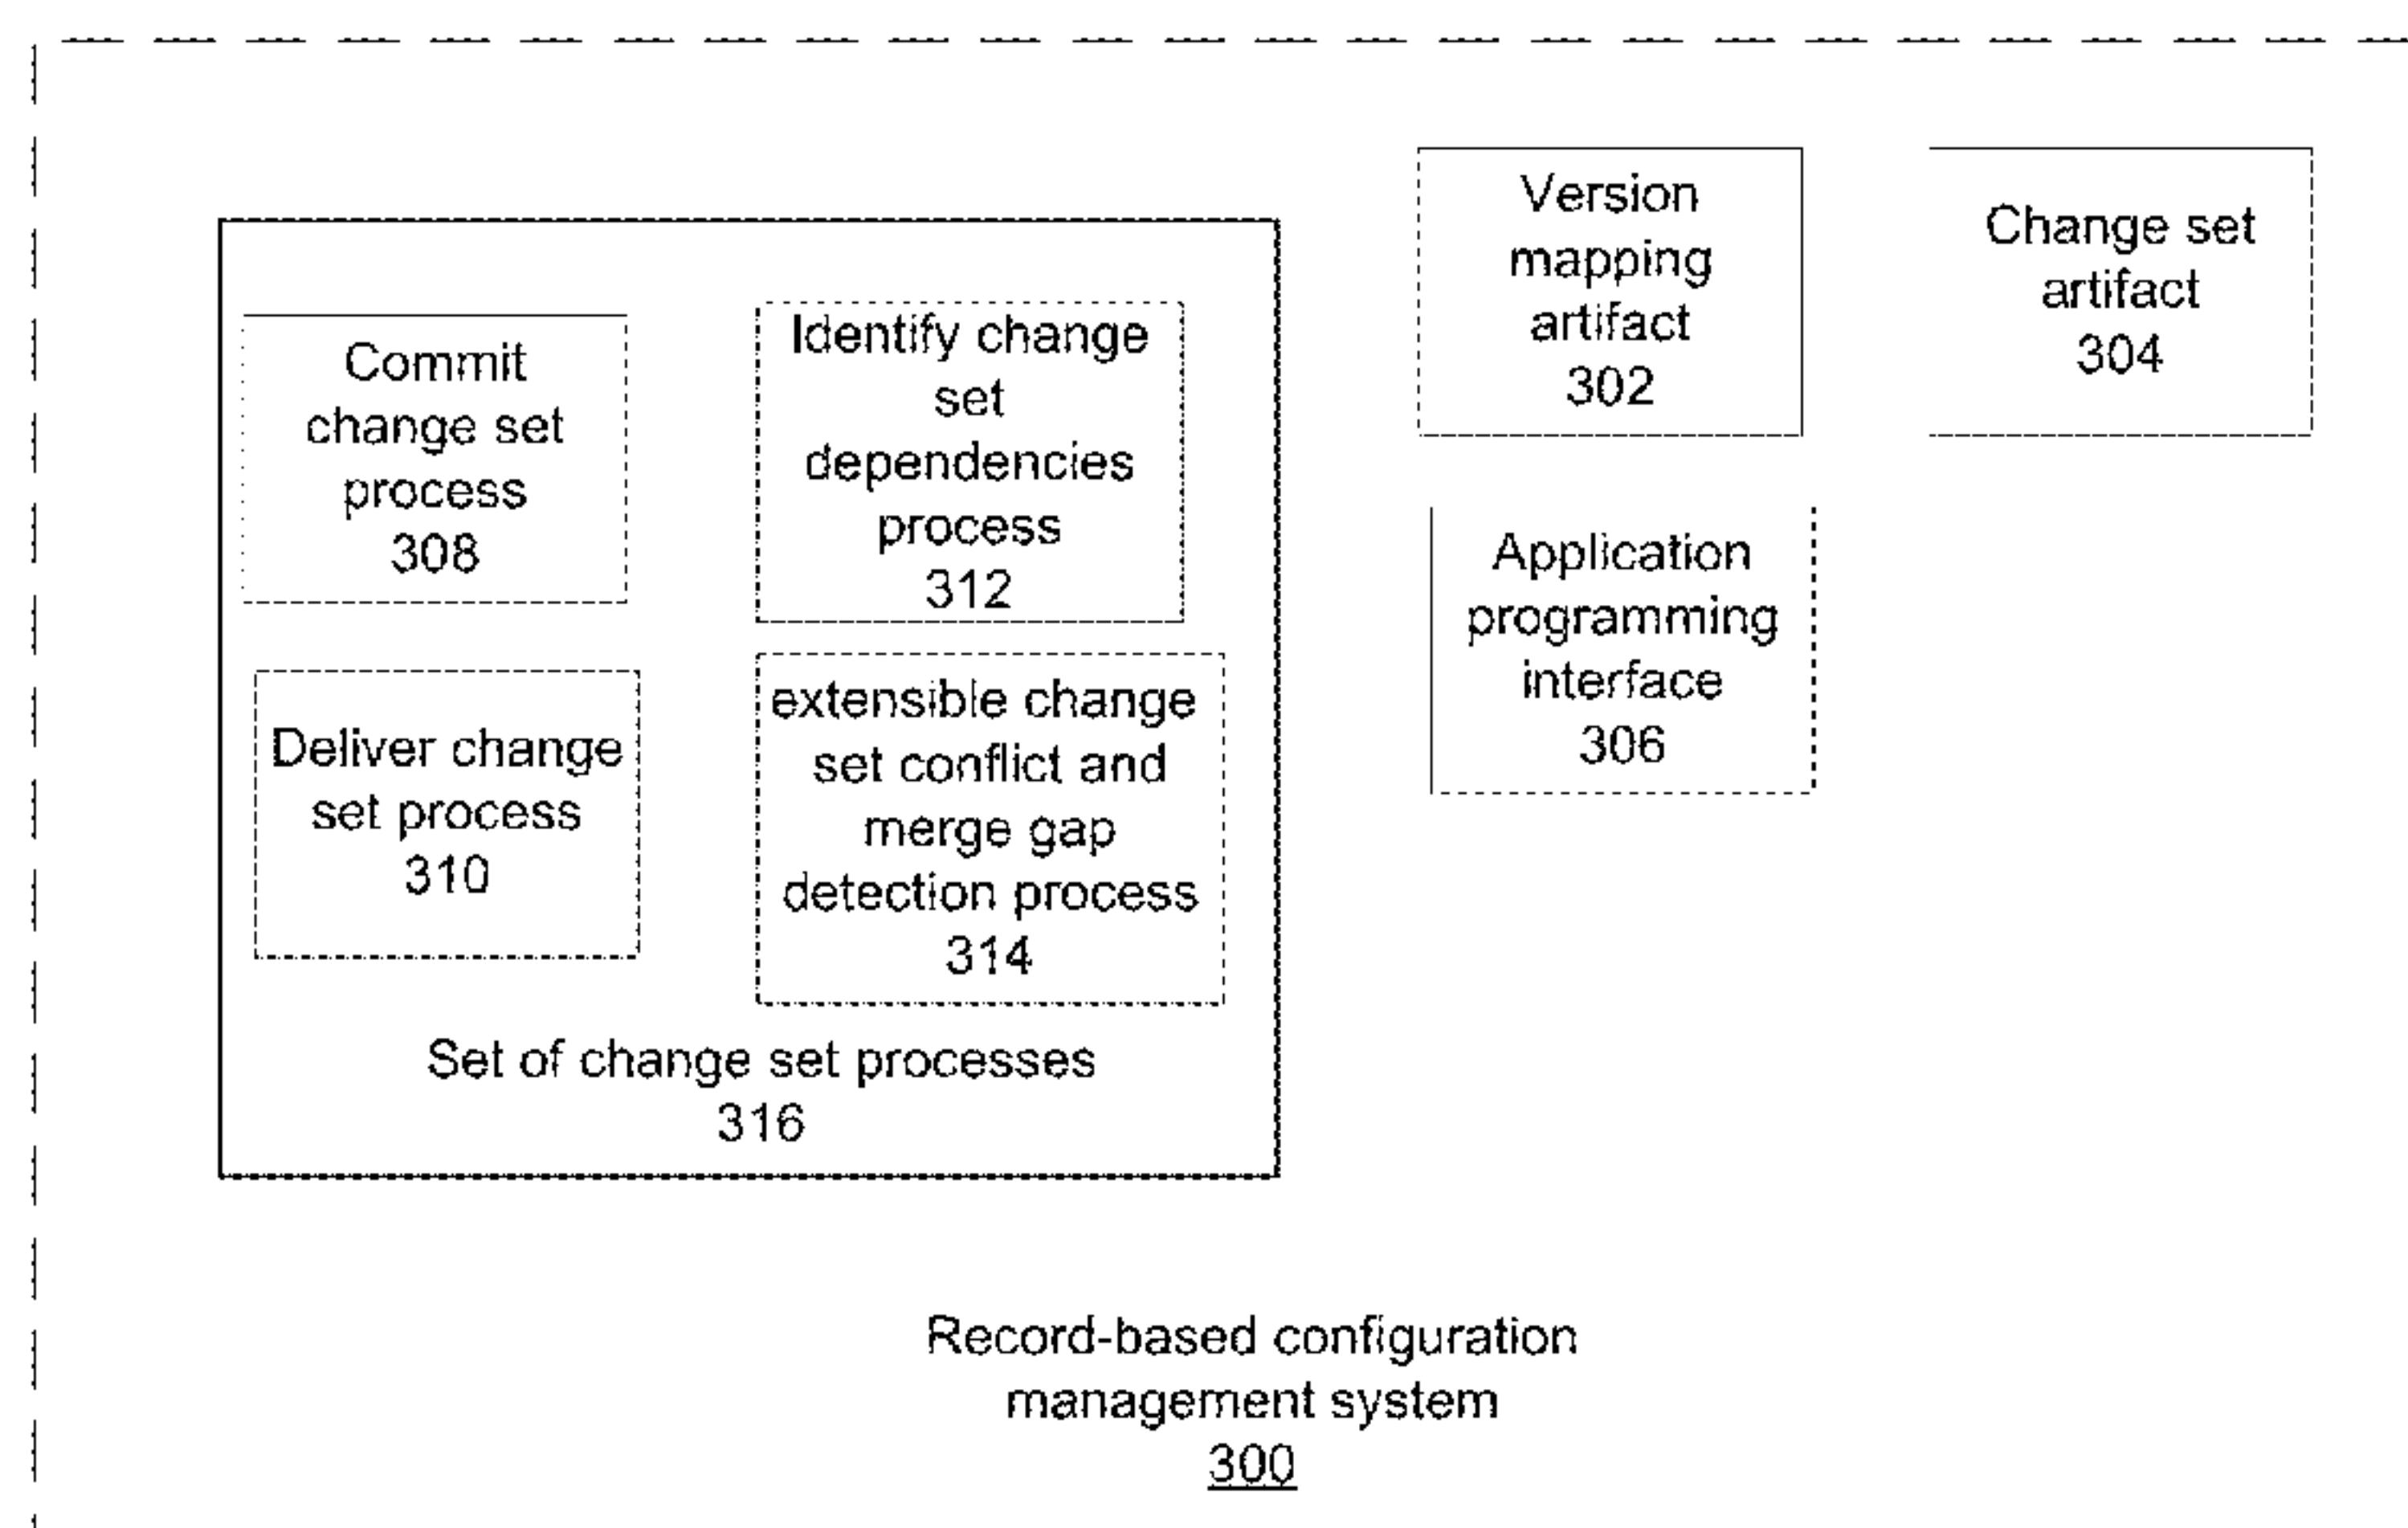 Version
mapping
artifact
302
Change set
artifact
304
Commit
change set
process
308
Identify change
set
dependencies
process
312
Application
programming
interface
306
Deliver change
set process
310
extensible change
set conflict and
merge gap
detection process
314
Set of change set processes
316
Record-based configuration
management system
300